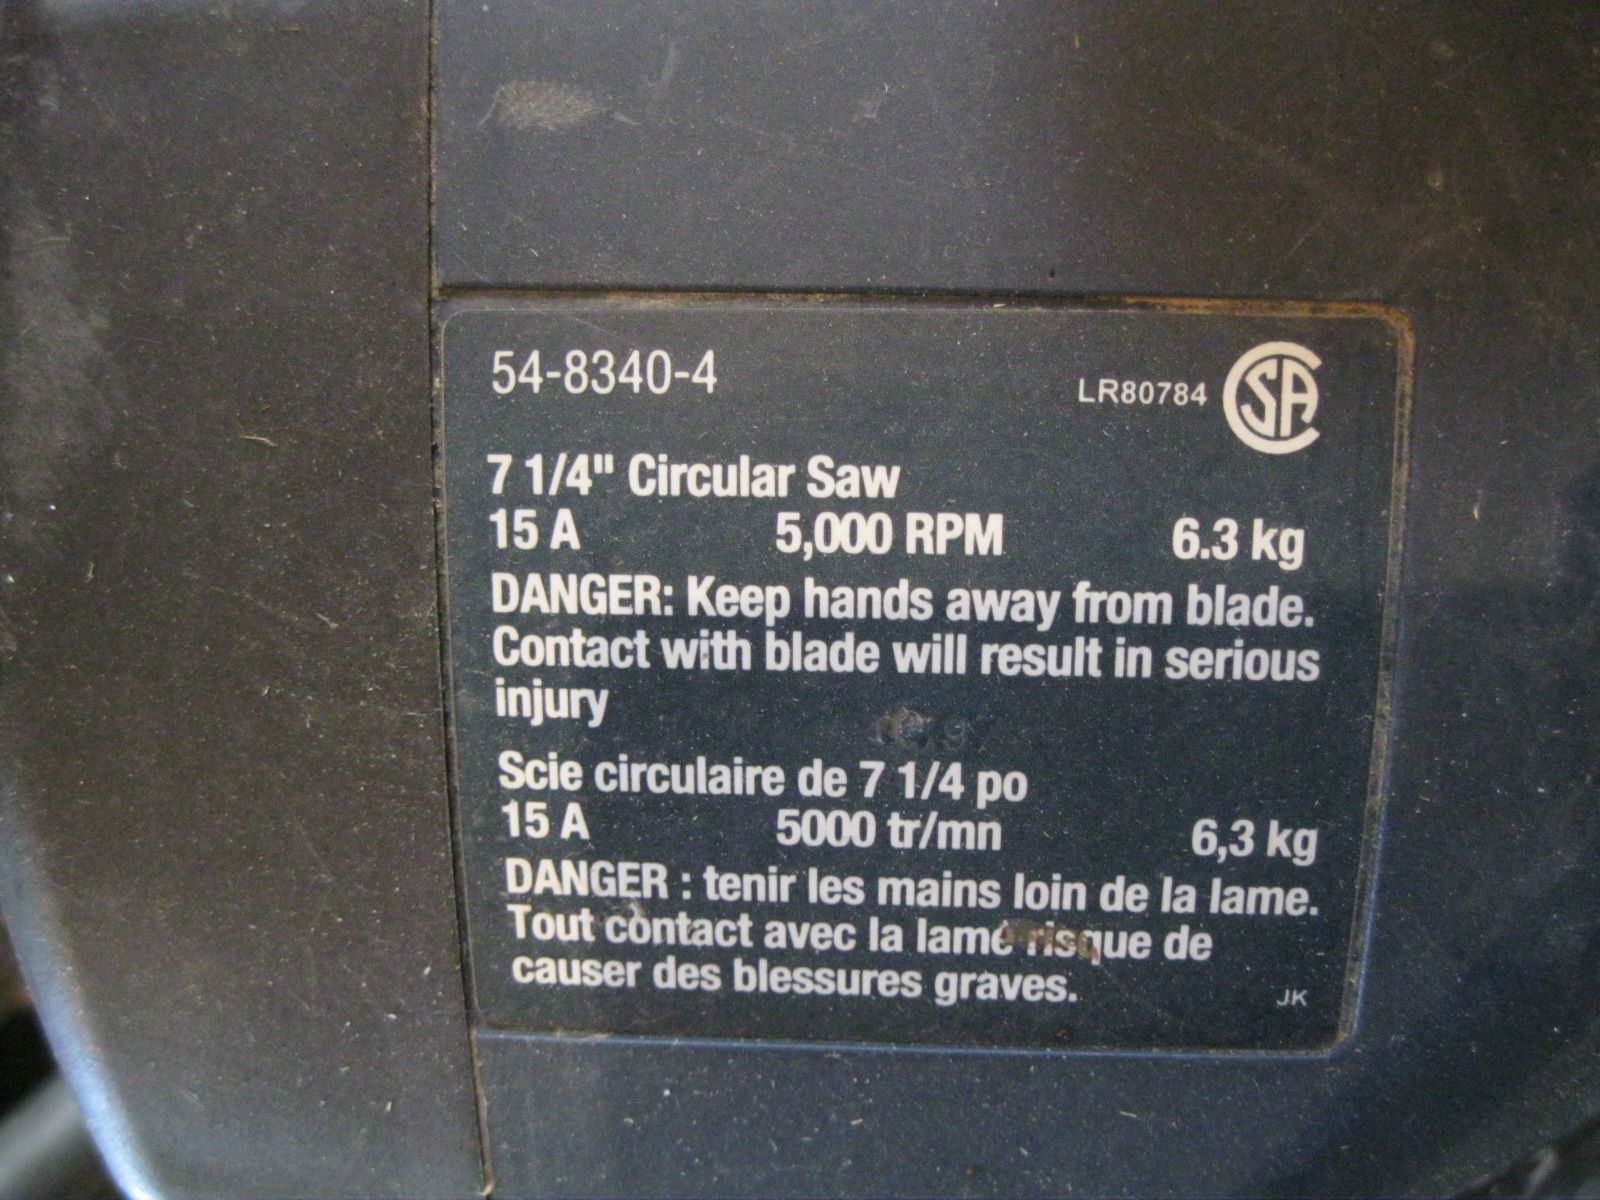 54-8340-4
LR80784 CSA
7 1/4" Circular Saw
15 A 5,000 RPM 6.3 kg
DANGER: Keep hands away from blade.
Contact with blade will result in serious
injury
Scie circulaire de 7 1/4 po
15 A 5000 tr/mn 6,3 kg
DANGER : tenir les mains loin de la lame.
Tout contact avec la lame risque de
causer des blessures graves.
JK